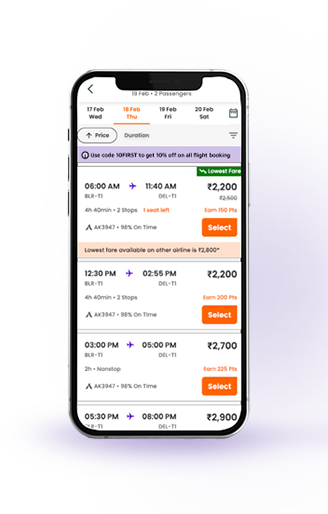 18 Feb • 2 Passengers
17 Feb 18 Feb 19 Feb 20 Feb
Wed Thu Fri Sat
Price Duration
Use code 10FIRST to get 10% off on all flight booking
Lowest Fare
06:00 AM 11:40 AM ₹2,200
BLR-T1 DEL-T1 ₹2,500
4h 40min • 2 Stops 1 seat left Earn 150 Pts
AK3947 • 98% On Time Select
Lowest fare available on other airline is ₹2,800*
12:30 PM 02:55 PM ₹2,200
BLR-T1 DEL-T1
4h 40min • 2 Stops Earn 200 Pts
AK3947 • 98% On Time Select
03:00 PM 05:00 PM ₹2,700
BLR-T1 DEL-T1
2h • Nonstop Earn 225 Pts
AK3947 • 98% On Time Select
05:30 PM 08:00 PM ₹2,900
BLR-T1 DEL-T1